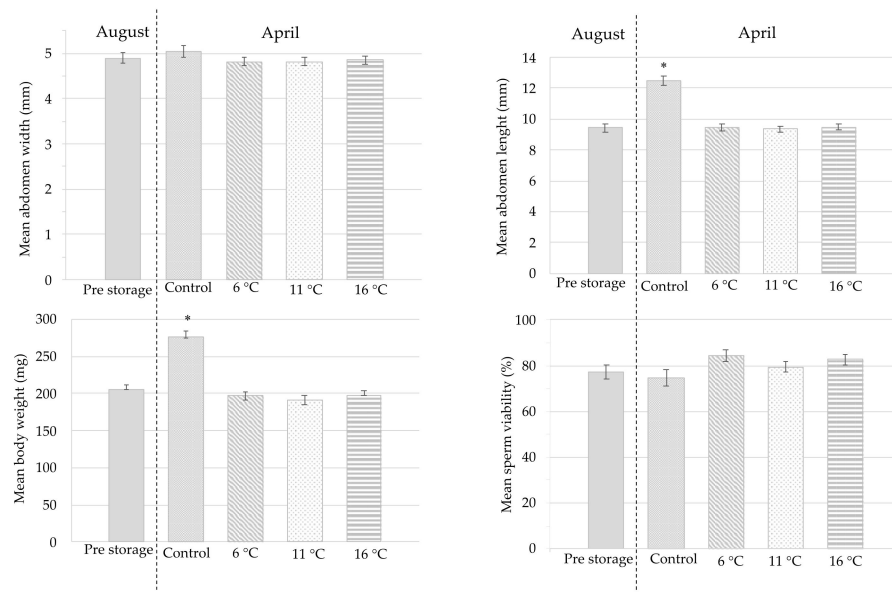 August April
5
4
3
2
1
0
Mean abdomen width (mm)
Pre storage Control 6 °C 11 °C 16 °C
August April
14
12
10
8
6
4
2
0
Mean abdomen lenght (mm)
*
Pre storage Control 6 °C 11 °C 16 °C
300
250
200
150
100
50
0
Mean body weight (mg)
*
Pre storage Control 6 °C 11 °C 16 °C
100
80
60
40
20
0
Mean sperm viability (%)
Pre storage Control 6 °C 11 °C 16 °C